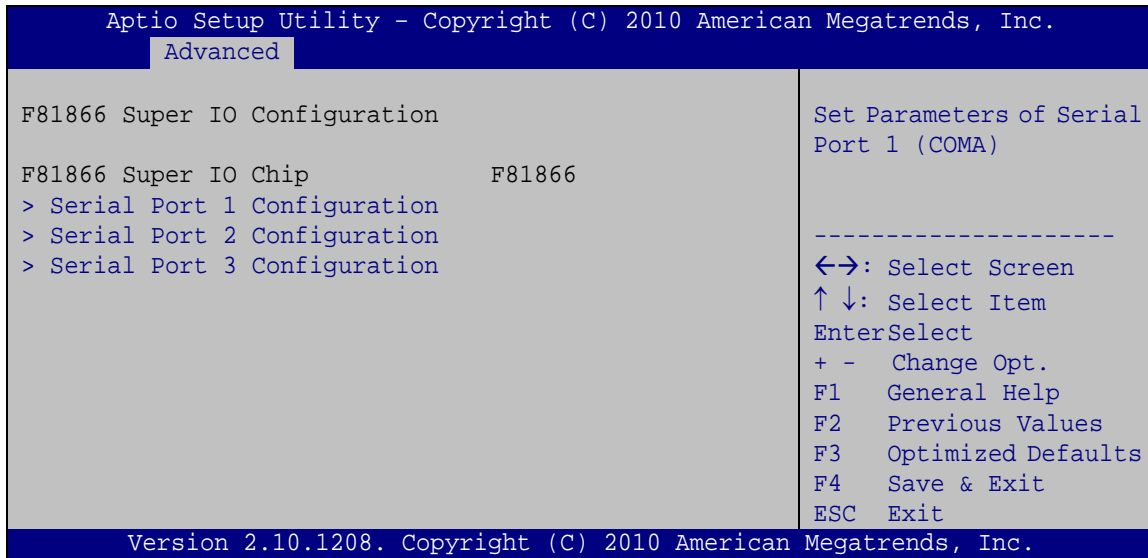 Aptio Setup Utility – Copyright (C) 2010 American Megatrends, Inc.
Advanced
F81866 Super IO Configuration
F81866 Super IO Chip F81866
> Serial Port 1 Configuration
> Serial Port 2 Configuration
> Serial Port 3 Configuration
Set Parameters of Serial
Port 1 (COMA)
---------------------
←→: Select Screen
↑ ↓: Select Item
EnterSelect
+ - Change Opt.
F1 General Help
F2 Previous Values
F3 Optimized Defaults
F4 Save & Exit
ESC Exit
Version 2.10.1208. Copyright (C) 2010 American Megatrends, Inc.